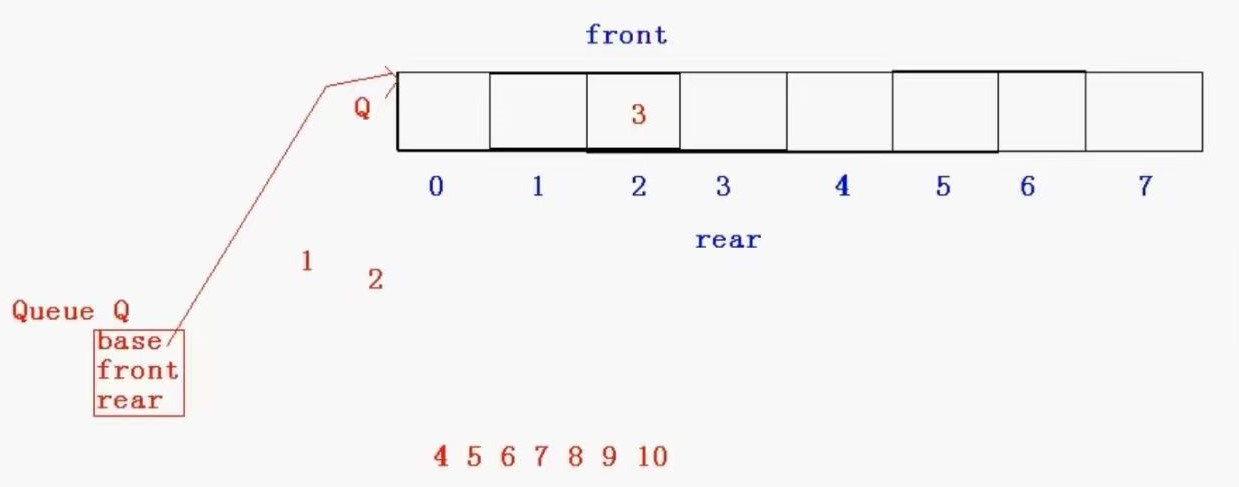 front
Q
3
0 1 2 3 4 5 6 7
rear
1
2
Queue Q
base
front
rear
4 5 6 7 8 9 10